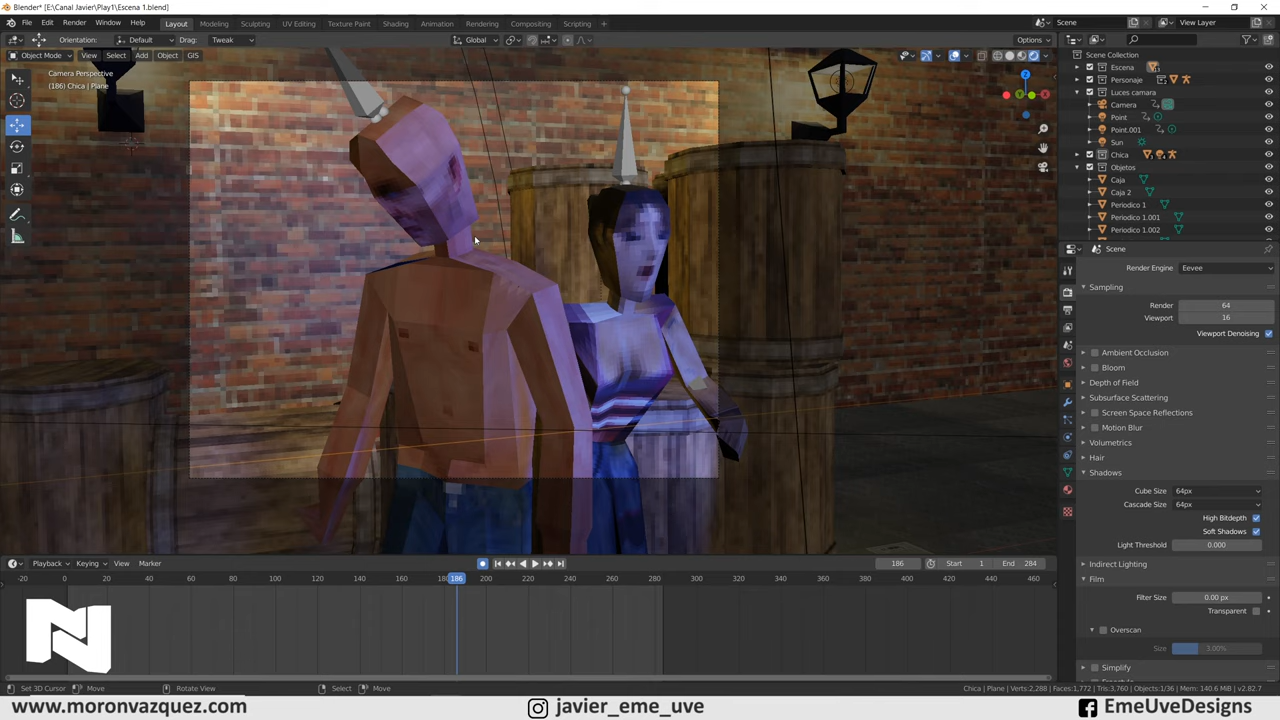 Blender* [E:\Canal Javier\Play1\Escena 1.blend]
File Edit Render Window Help Layout Modeling Sculpting UV Editing Texture Paint Shading Animation Rendering Compositing Scripting + Scene View Layer
Orientation: Default Drag: Tweak Global Options
Object Mode View Select Add Object GIS
Camera Perspective
(186) Chica | Plane
Z
Scene Collection
Escena
Personaje
Luces camara
Camera
Point
Point.001
Sun
Chica
Objetos
Caja
Caja 2
Periodico 1
Periodico 1.001
Periodico 1.002
Scene
Render Engine Eevee
Sampling
Render 64
Viewport 16
Viewport Denoising
Ambient Occlusion
Bloom
Depth of Field
Subsurface Scattering
Screen Space Reflections
Motion Blur
Volumetrics
Hair
Shadows
Cube Size 64px
Cascade Size 64px
High Bitdepth
Soft Shadows
Light Threshold 0.000
Indirect Lighting
Film
Filter Size 0.00 px
Transparent
Overscan
Size 3.00%
Simplify
Playback Keying View Marker 186 Start 1 End 284
-20 0 20 40 60 80 100 120 140 160 186 200 220 240 260 280 300 320 340 360 380 400 420 440 460
Set 3D Cursor Move Rotate View Select Move Chica | Plane | Verts:2,288 | Faces:1,772 | Tris:3,760 | Objects:1/36 | Mem: 140.6 MiB | v2.82.7
www.moronvazquez.com javier_eme_uve EmeUveDesigns